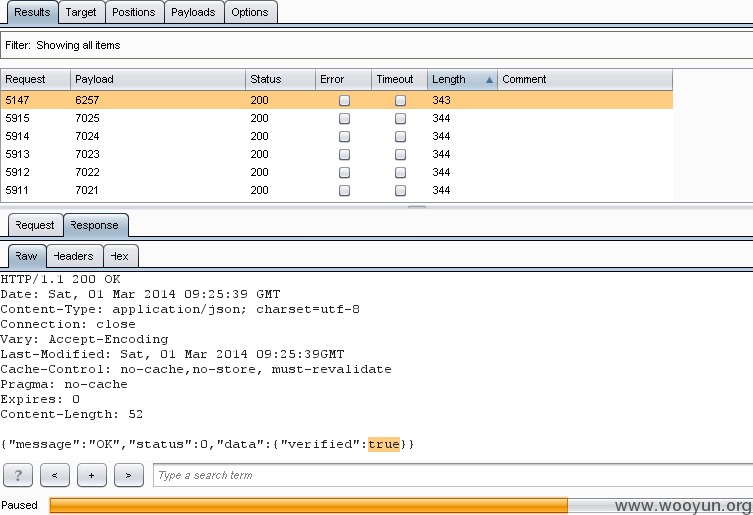 Results Target Positions Payloads Options
Filter: Showing all items
Request Payload Status Error Timeout Length Comment
5147 6257 200 343
5915 7025 200 344
5914 7024 200 344
5913 7023 200 344
5912 7022 200 344
5911 7021 200 344
Request Response
Raw Headers Hex
HTTP/1.1 200 OK
Date: Sat, 01 Mar 2014 09:25:39 GMT
Content-Type: application/json; charset=utf-8
Connection: close
Vary: Accept-Encoding
Last-Modified: Sat, 01 Mar 2014 09:25:39GMT
Cache-Control: no-cache,no-store, must-revalidate
Pragma: no-cache
Expires: 0
Content-Length: 52
{"message":"OK","status":0,"data":{"verified":true}}
? < + > Type a search term
Paused
www.wooyun.org